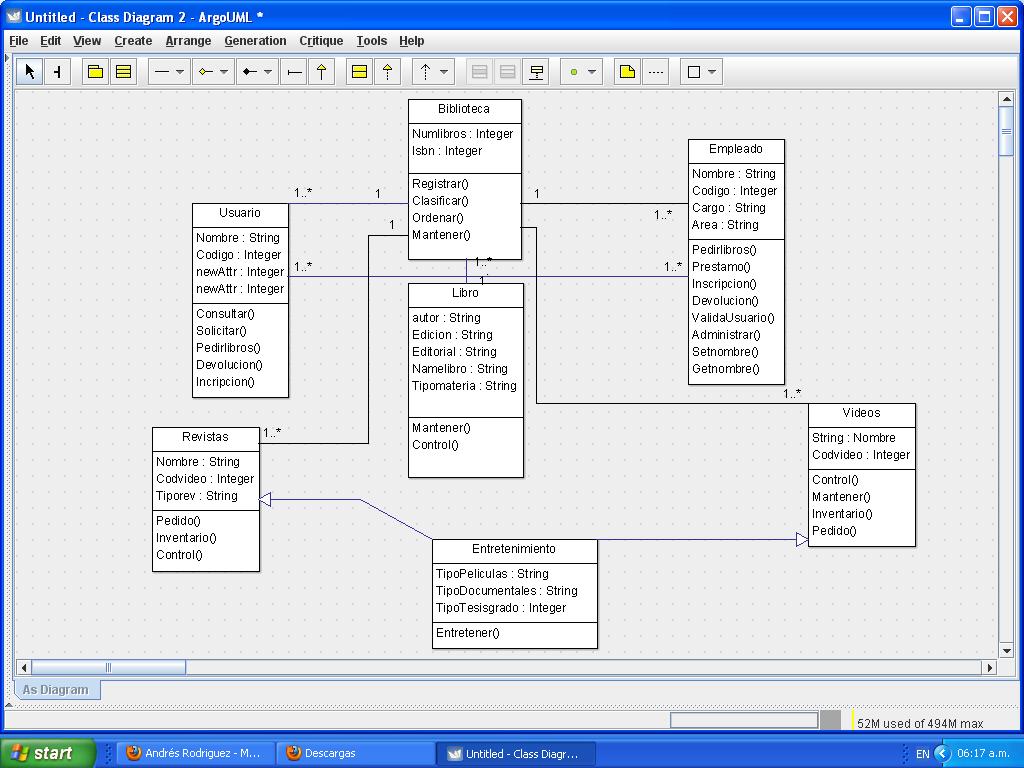 Untitled - Class Diagram 2 - ArgoUML *
File Edit View Create Arrange Generation Critique Tools Help
Biblioteca
Numlibros : Integer
Isbn : Integer
Registrar()
Clasificar()
Ordenar()
Mantener()
Empleado
Nombre : String
Codigo : Integer
Cargo : String
Area : String
Pedirlibros()
Prestamo()
Inscripcion()
Devolucion()
ValidaUsuario()
Administrar()
Setnombre()
Getnombre()
1..* 1
1 1..*
1
Usuario
Nombre : String
Codigo : Integer
newAttr : Integer
newAttr : Integer
Consultar()
Solicitar()
Pedirlibros()
Devolucion()
Incripcion()
1..* 1..*
1..*
1
Libro
autor : String
Edicion : String
Editorial : String
Namelibro : String
Tipomateria : String
Mantener()
Control()
1..*
Videos
String : Nombre
Codvideo : Integer
Control()
Mantener()
Inventario()
Pedido()
1..*
Revistas
Nombre : String
Codvideo : Integer
Tiporev : String
Pedido()
Inventario()
Control()
Entretenimiento
TipoPeliculas : String
TipoDocumentales : String
TipoTesisgrado : Integer
Entretener()
As Diagram
52M used of 494M max
start Andrés Rodriguez - M... Descargas Untitled - Class Diagr... EN 06:17 a.m.